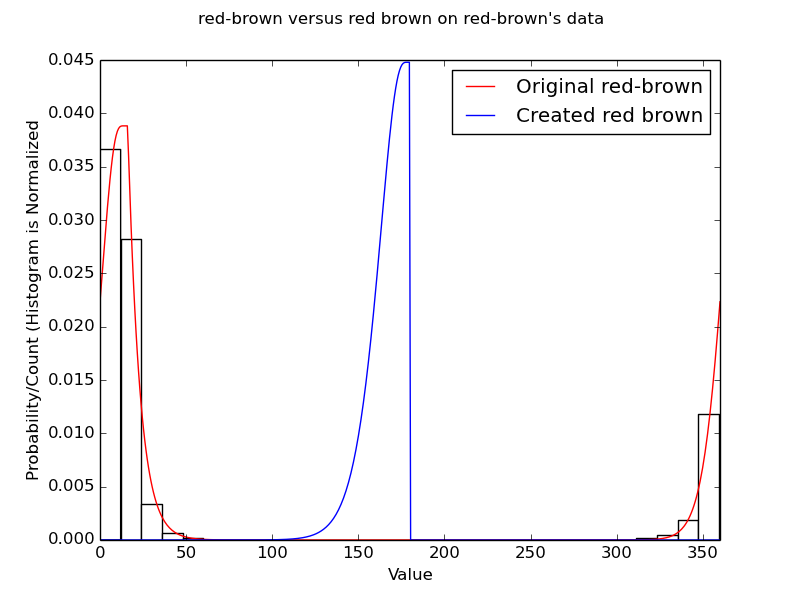 red-brown versus red brown on red-brown's data
Probability/Count (Histogram is Normalized
0.045
0.040
0.035
0.030
0.025
0.020
0.015
0.010
0.005
0.000
Original red-brown
Created red brown
0 50 100 150 200 250 300 350
Value